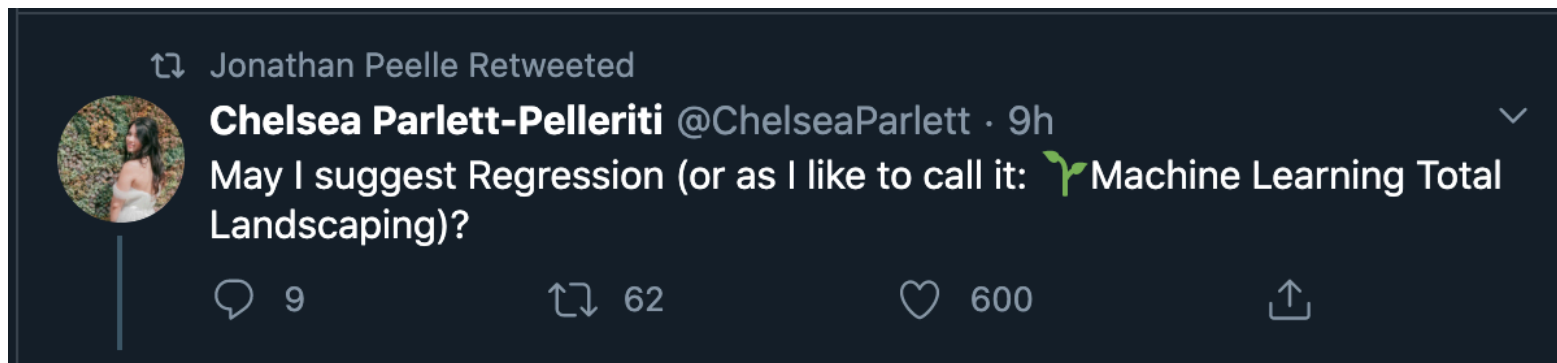 Jonathan Peelle Retweeted
Chelsea Parlett-Pelleriti @ChelseaParlett · 9h
May I suggest Regression (or as I like to call it: 🌱Machine Learning Total
Landscaping)?
9 62 600